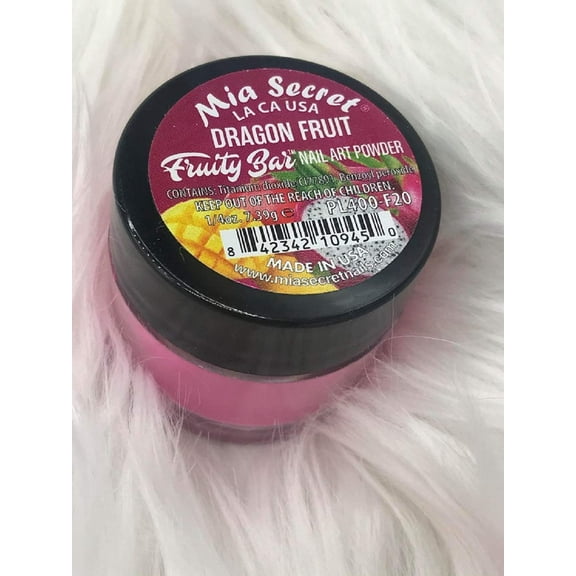 Mia Secret®
LA CA USA
DRAGON FRUIT
Fruity Bar™ NAIL ART POWDER
CONTAINS: Titanium dioxide, CI77891, Benzoyl peroxide
KEEP OUT OF THE REACH OF CHILDREN.
1/4oz. 7.39g e PL400-F20
8 42342 10945 0
MADE IN USA
www.miasecretnails.com